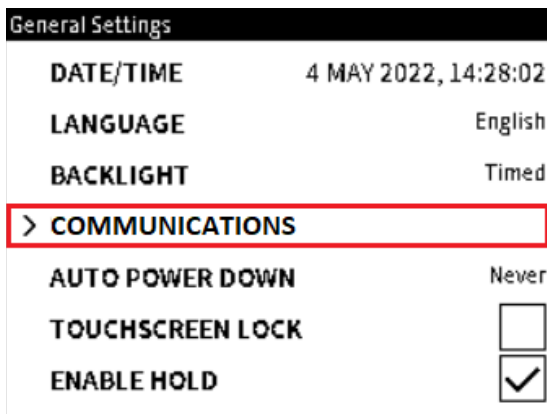 General Settings
DATE/TIME 4 MAY 2022, 14:28:02
LANGUAGE English
BACKLIGHT Timed
> COMMUNICATIONS
AUTO POWER DOWN Never
TOUCHSCREEN LOCK
ENABLE HOLD